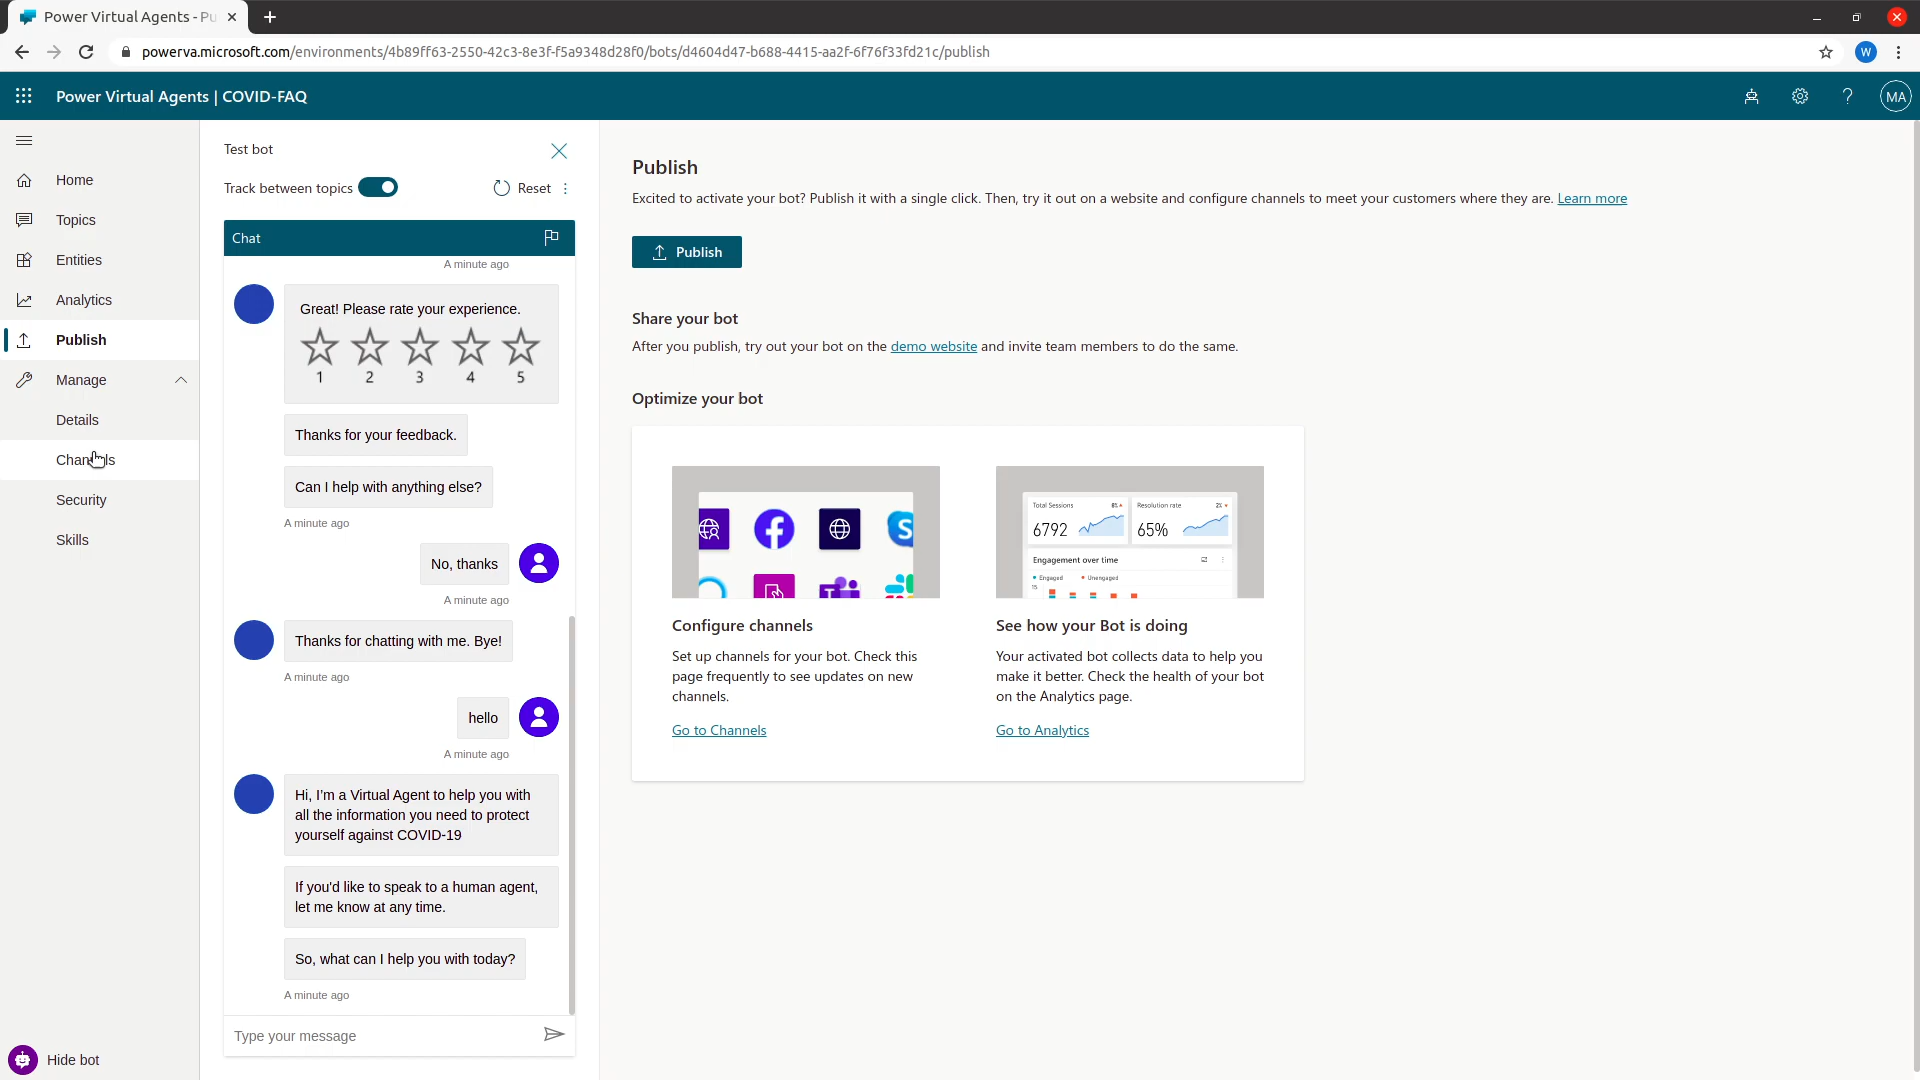 Power Virtual Agents - Pu
powerva.microsoft.com/environments/4b89ff63-2550-42c3-8e3f-f5a9348d28f0/bots/d4604d47-b688-4415-aa2f-6f76f33fd21c/publish
W
Power Virtual Agents | COVID-FAQ
MA
Home
Topics
Entities
Analytics
Publish
Manage
Details
Channels
Security
Skills
Hide bot
Test bot
Track between topics
Reset
Chat
A minute ago
Great! Please rate your experience.
1 2 3 4 5
Thanks for your feedback.
Can I help with anything else?
A minute ago
No, thanks
A minute ago
Thanks for chatting with me. Bye!
A minute ago
hello
A minute ago
Hi, I'm a Virtual Agent to help you with
all the information you need to protect
yourself against COVID-19
If you'd like to speak to a human agent,
let me know at any time.
So, what can I help you with today?
A minute ago
Type your message
Publish
Excited to activate your bot? Publish it with a single click. Then, try it out on a website and configure channels to meet your customers where they are. Learn more
Publish
Share your bot
After you publish, try out your bot on the demo website and invite team members to do the same.
Optimize your bot
Configure channels
Set up channels for your bot. Check this
page frequently to see updates on new
channels.
Go to Channels
Total Sessions 6%
6792
Resolution rate 2%
65%
Engagement over time
Engaged Unengaged
15
See how your Bot is doing
Your activated bot collects data to help you
make it better. Check the health of your bot
on the Analytics page.
Go to Analytics